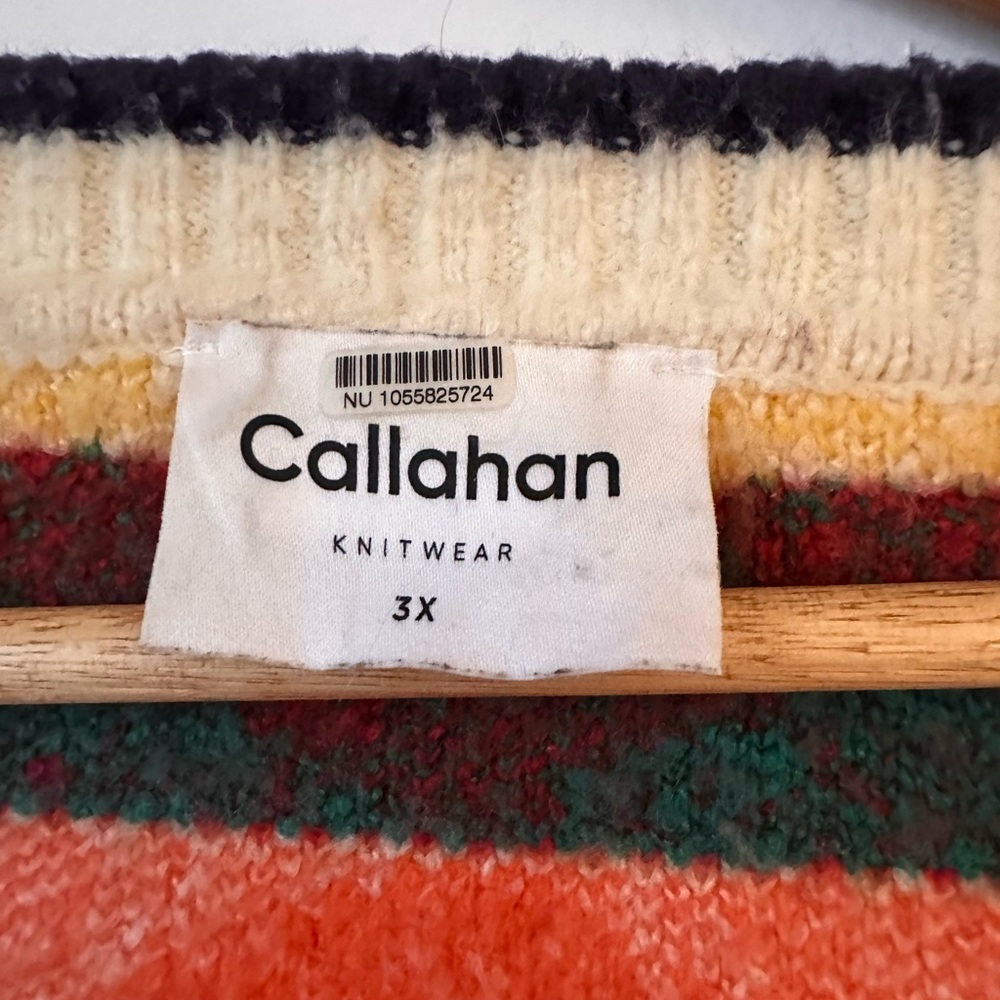 NU 1055825724
Callahan
KNITWEAR
3X